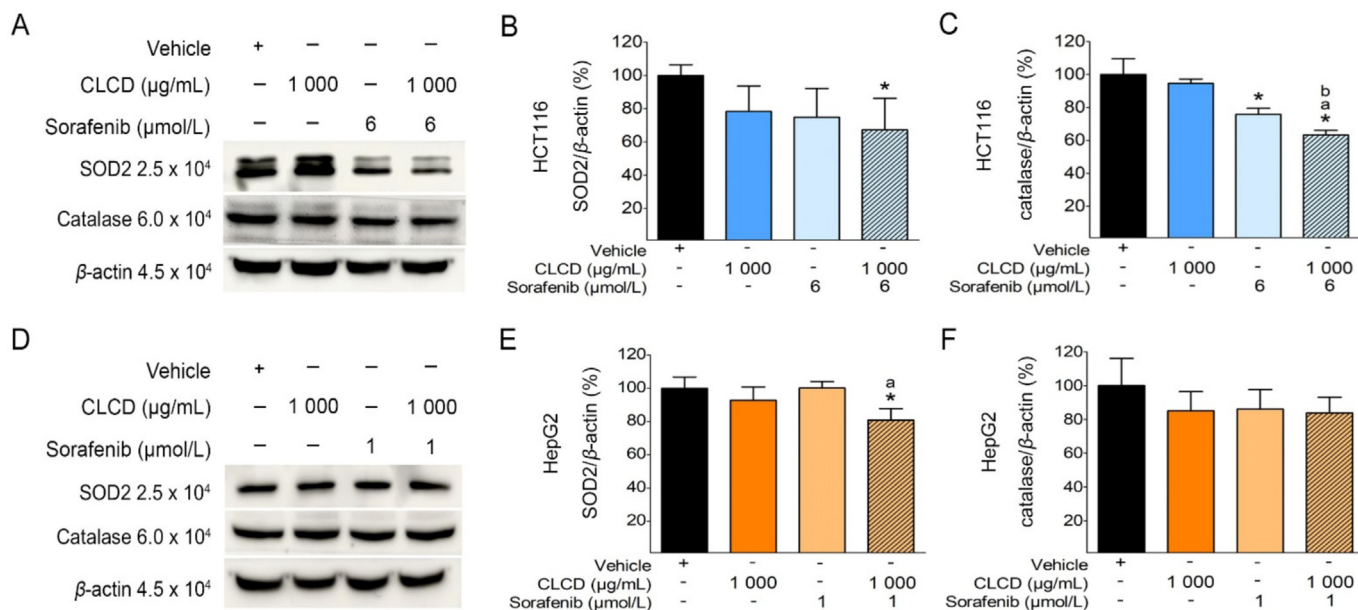 A
Vehicle + – – –
CLCD (μg/mL) – 1 000 – 1 000
Sorafenib (μmol/L) – – 6 6
SOD2 2.5 x 10⁴
Catalase 6.0 x 10⁴
β-actin 4.5 x 10⁴
B
HCT116
SOD2/β-actin (%)
120
100
80
60
40
20
*
Vehicle + - - -
CLCD (μg/mL) - 1 000 - 1 000
Sorafenib (μmol/L) - - 6 6
C
HCT116
catalase/β-actin (%)
120
100
80
60
40
20
*
b
a
*
Vehicle + - - -
CLCD (μg/mL) - 1 000 - 1 000
Sorafenib (μmol/L) - - 6 6
D
Vehicle + – – –
CLCD (μg/mL) – 1 000 – 1 000
Sorafenib (μmol/L) – – 1 1
SOD2 2.5 x 10⁴
Catalase 6.0 x 10⁴
β-actin 4.5 x 10⁴
E
HepG2
SOD2/β-actin (%)
120
100
80
60
40
20
a
*
Vehicle + - - -
CLCD (μg/mL) - 1 000 - 1 000
Sorafenib (μmol/L) - - 1 1
F
HepG2
catalase/β-actin (%)
120
100
80
60
40
20
Vehicle + - - -
CLCD (μg/mL) - 1 000 - 1 000
Sorafenib (μmol/L) - - 1 1